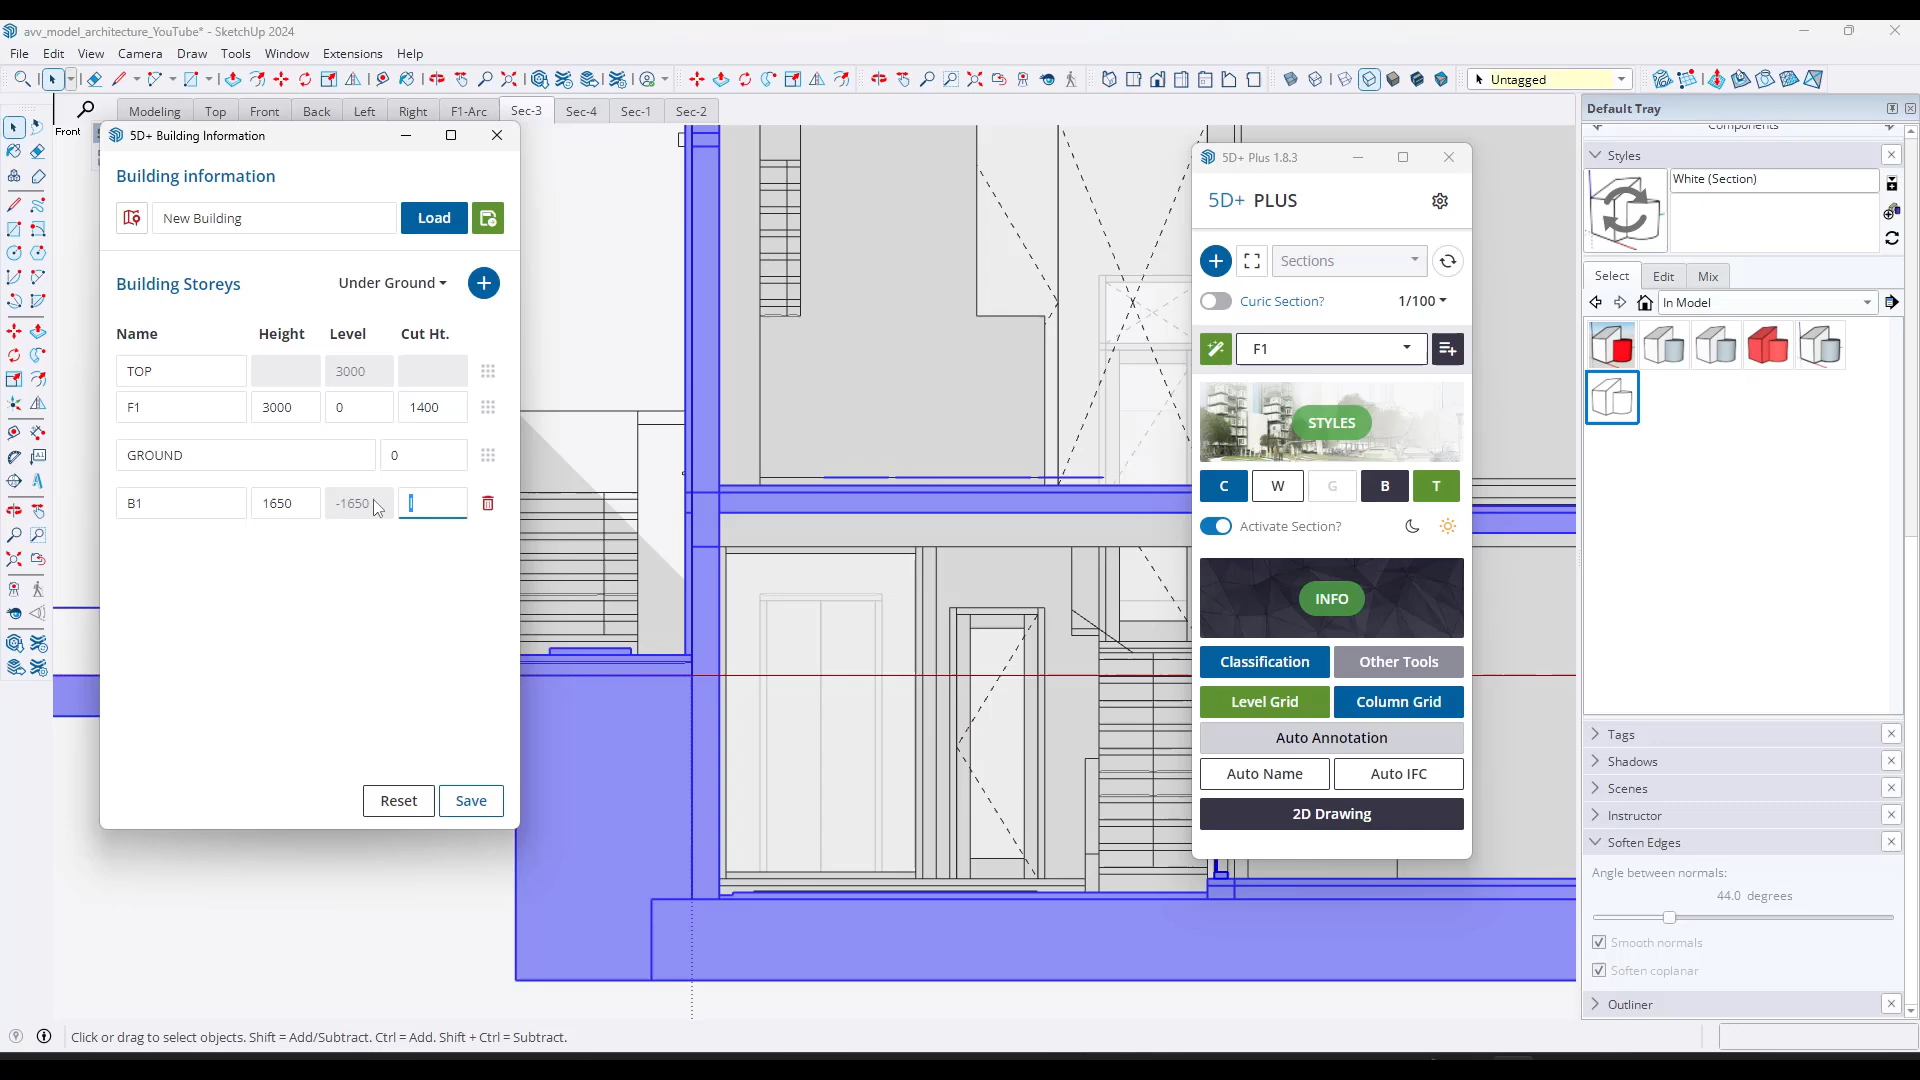 avv_model_architecture_YouTube* - SketchUp 2024
File Edit View Camera Draw Tools Window Extensions Help
Untagged
Modeling Top Front Back Left Right F1-Arc Sec-3 Sec-4 Sec-1 Sec-2
Front
5D+ Building Information
Building information
New Building
Load
Building Storeys
Under Ground
Name Height Level Cut Ht.
TOP 3000
F1 3000 0 1400
GROUND 0
B1 1650 -1650
Reset Save
5D+ Plus 1.8.3
5D+ PLUS
Sections
Curic Section? 1/100
F1
STYLES
C W G B T
Activate Section?
INFO
Classification Other Tools
Level Grid Column Grid
Auto Annotation
Auto Name Auto IFC
2D Drawing
Default Tray
Components
Styles
White (Section)
Select Edit Mix
In Model
Tags
Shadows
Scenes
Instructor
Soften Edges
Angle between normals:
44.0 degrees
Smooth normals
Soften coplanar
Outliner
Click or drag to select objects. Shift = Add/Subtract. Ctrl = Add. Shift + Ctrl = Subtract.